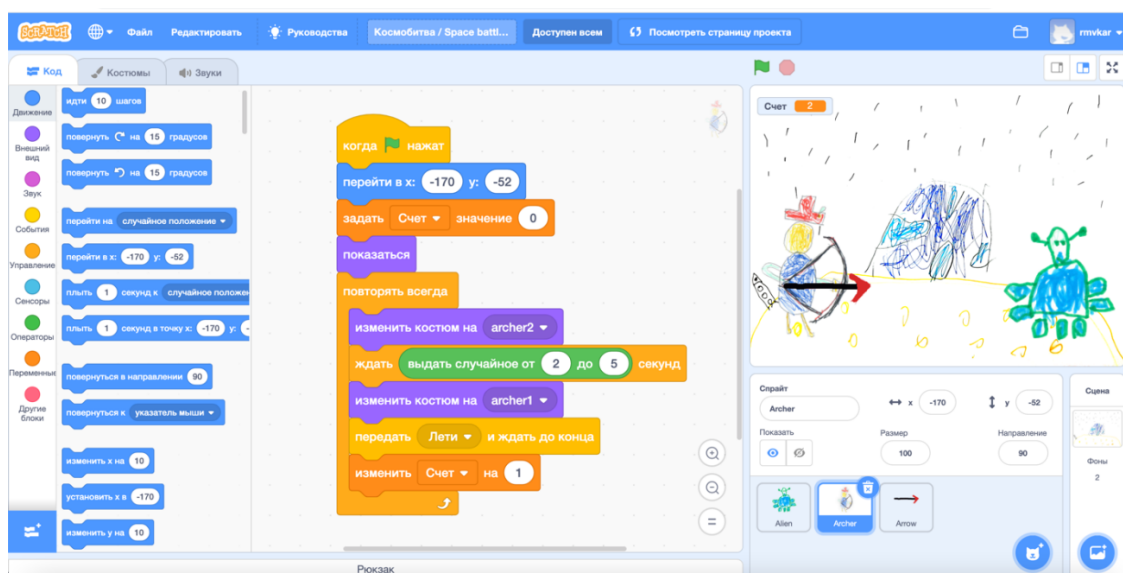 SCRATCH
Файл
Редактировать
Руководства
Космобитва / Space battl...
Доступен всем
Посмотреть страницу проекта
rmvkar
Код
Костюмы
Звуки
Движение
Внешний
вид
Звук
События
Управление
Сенсоры
Операторы
Переменные
Другие
блоки
идти 10 шагов
повернуть на 15 градусов
повернуть на 15 градусов
перейти на случайное положение
перейти в x: -170 y: -52
плыть 1 секунд к случайное положен
плыть 1 секунд в точку x: -170 y: -
повернуться в направлении 90
повернуться к указатель мыши
изменить x на 10
установить x в -170
изменить y на 10
когда нажат
перейти в x: -170 y: -52
задать Счет значение 0
показаться
повторять всегда
изменить костюм на archer2
ждать выдать случайное от 2 до 5 секунд
изменить костюм на archer1
передать Лети и ждать до конца
изменить Счет на 1
Рюкзак
Счет 2
Спрайт
Archer
x -170
y -52
Показать
Размер
100
Направление
90
Alien
Archer
Arrow
Сцена
Фоны
2